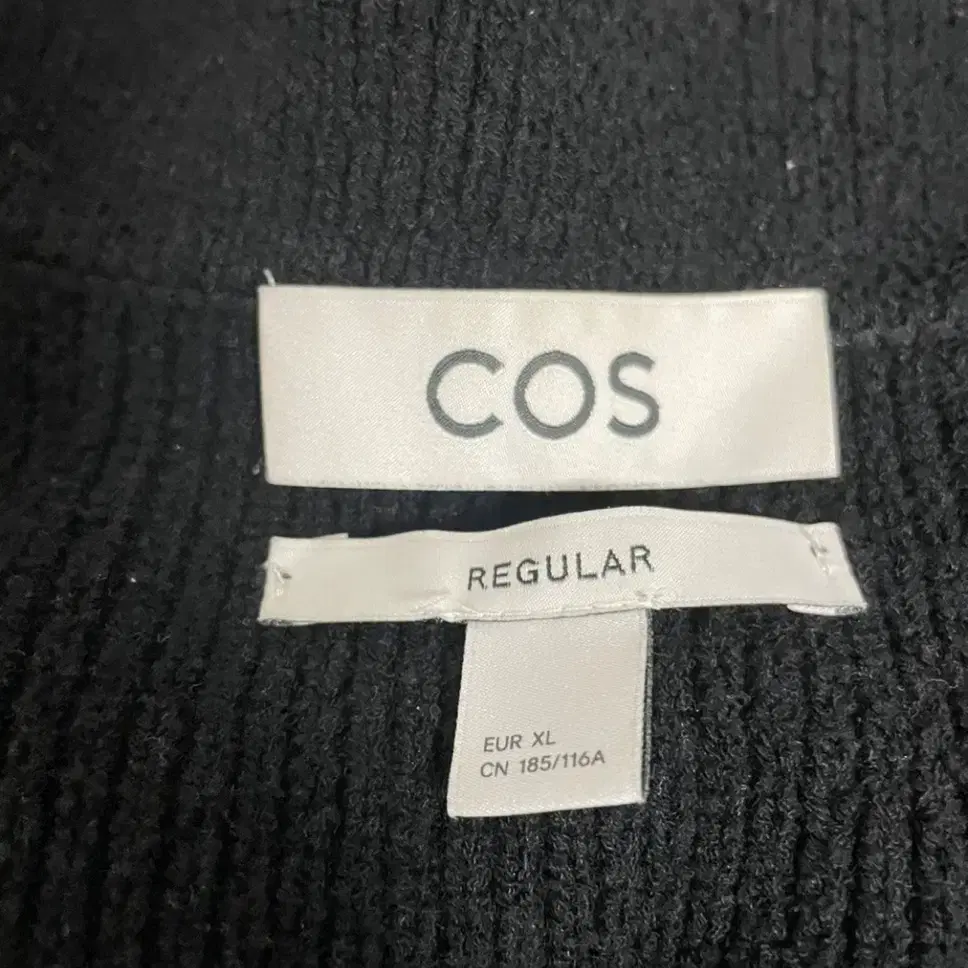 COS
REGULAR
EUR XL
CN 185/116A